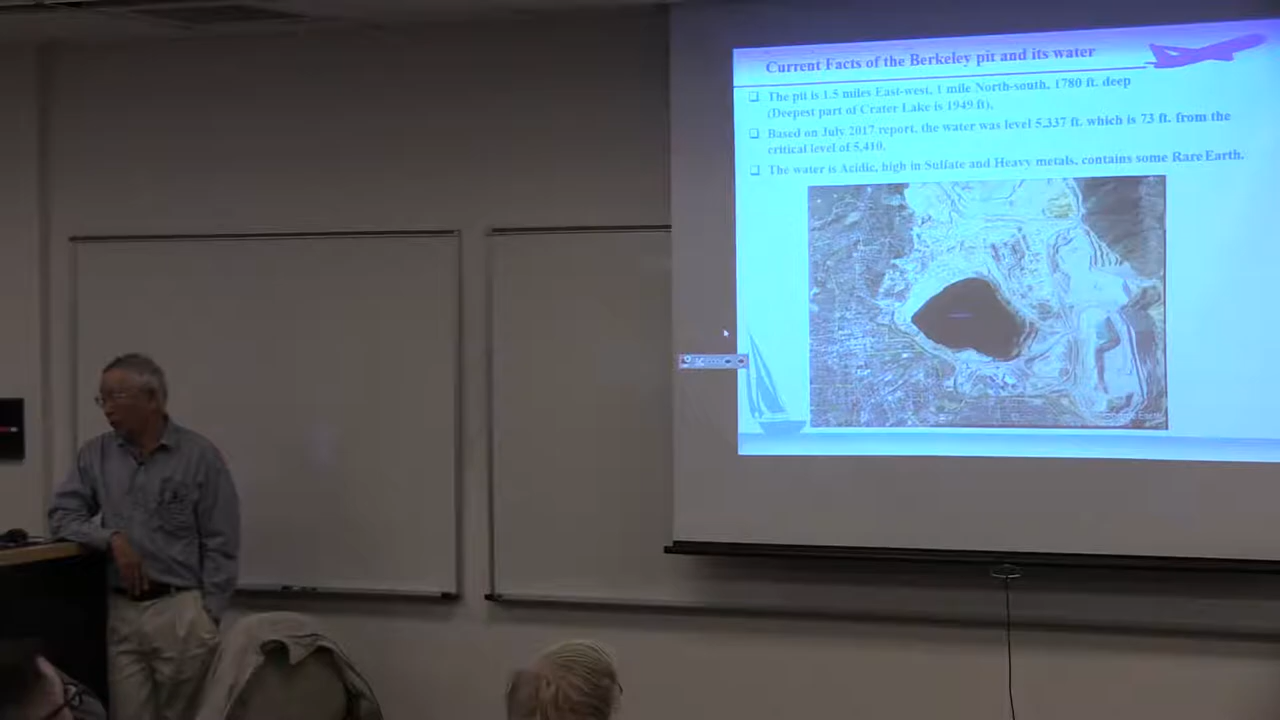 Current Facts of the Berkeley pit and its water
The pit is 1.5 miles East-west, 1 mile North-south, 1780 ft. deep
(Deepest part of Crater Lake is 1949 ft).
Based on July 2017 report, the water was level 5,337 ft. which is 73 ft. from the
critical level of 5,410.
The water is Acidic, high in Sulfate and Heavy metals, contains some Rare Earth.
Earth